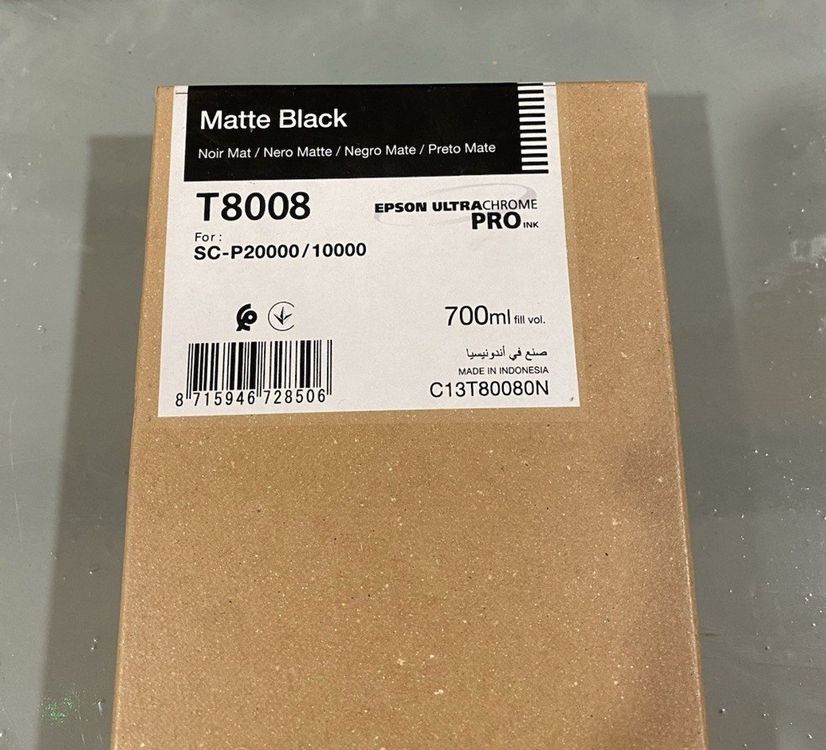 Matte Black
Noir Mat / Nero Matte / Negro Mate / Preto Mate
T8008
EPSON ULTRACHROME
PRO INK
For :
SC-P20000/10000
700ml fill vol.
صنع في أندونيسيا
MADE IN INDONESIA
C13T80080N
8 715946 728506